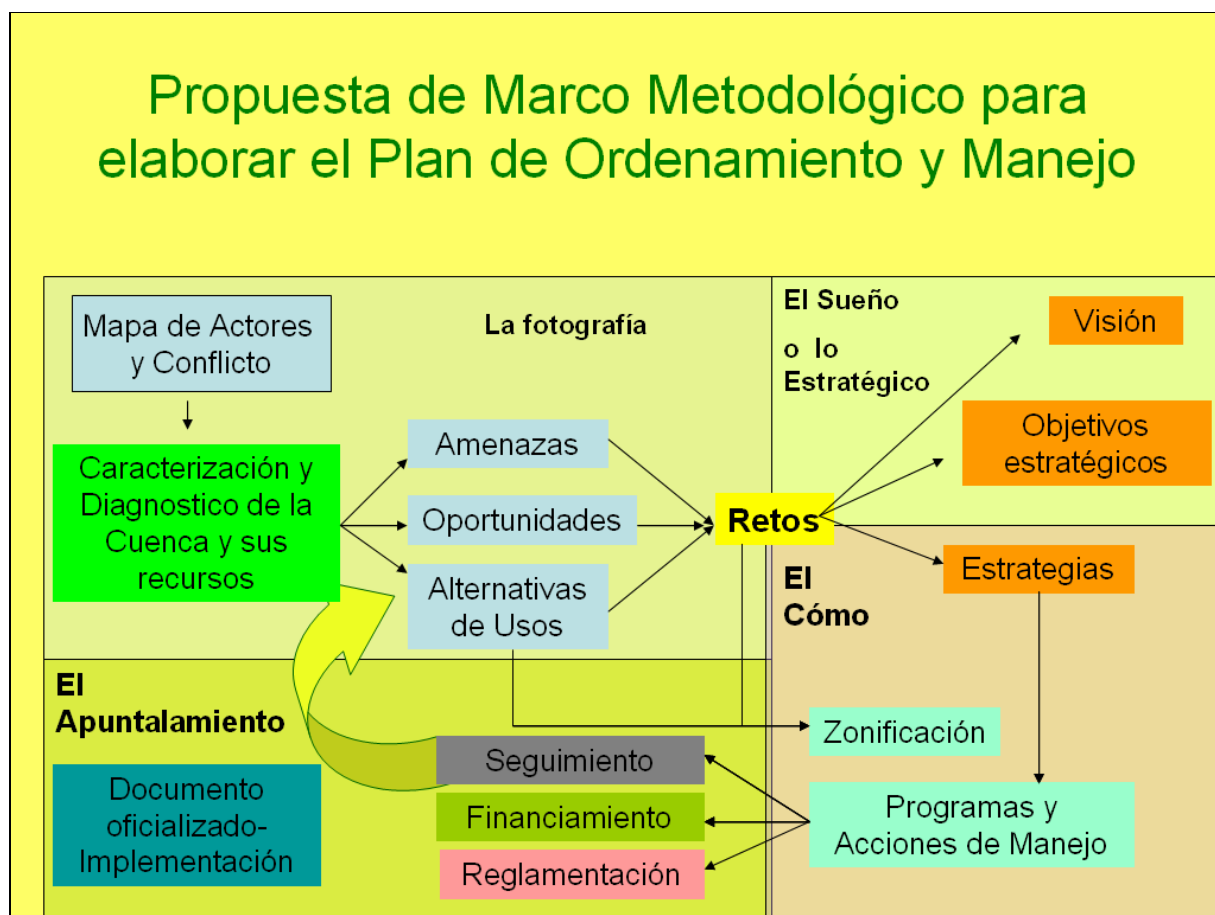 Propuesta de Marco Metodológico para
elaborar el Plan de Ordenamiento y Manejo
Mapa de Actores
y Conflicto
La fotografía
Caracterización y
Diagnostico de la
Cuenca y sus
recursos
Amenazas
Oportunidades
Alternativas
de Usos
Retos
El Sueño
o lo
Estratégico
Visión
Objetivos
estratégicos
El
Cómo
Estrategias
Zonificación
Programas y
Acciones de Manejo
El
Apuntalamiento
Seguimiento
Financiamiento
Reglamentación
Documento
oficializado-
Implementación